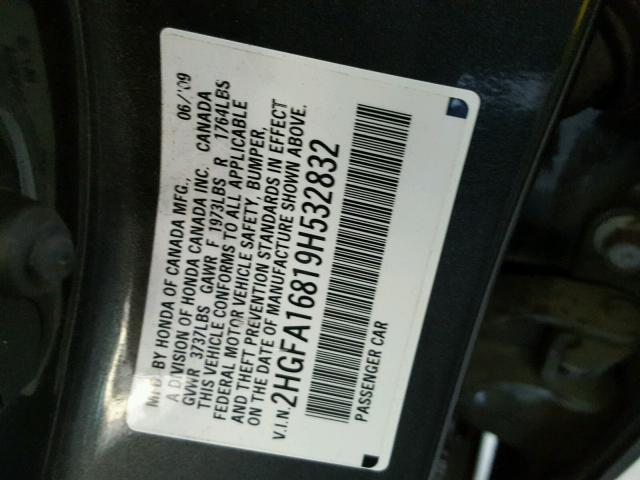 MFD. BY HONDA OF CANADA MFG., 06/'09
A DIVISION OF HONDA CANADA INC. CANADA
GVWR 3737LBS GAWR F 1973LBS R 1764LBS
THIS VEHICLE CONFORMS TO ALL APPLICABLE
FEDERAL MOTOR VEHICLE SAFETY, BUMPER,
AND THEFT PREVENTION STANDARDS IN EFFECT
ON THE DATE OF MANUFACTURE SHOWN ABOVE.
V.I.N. 2HGFA16819H532832
PASSENGER CAR